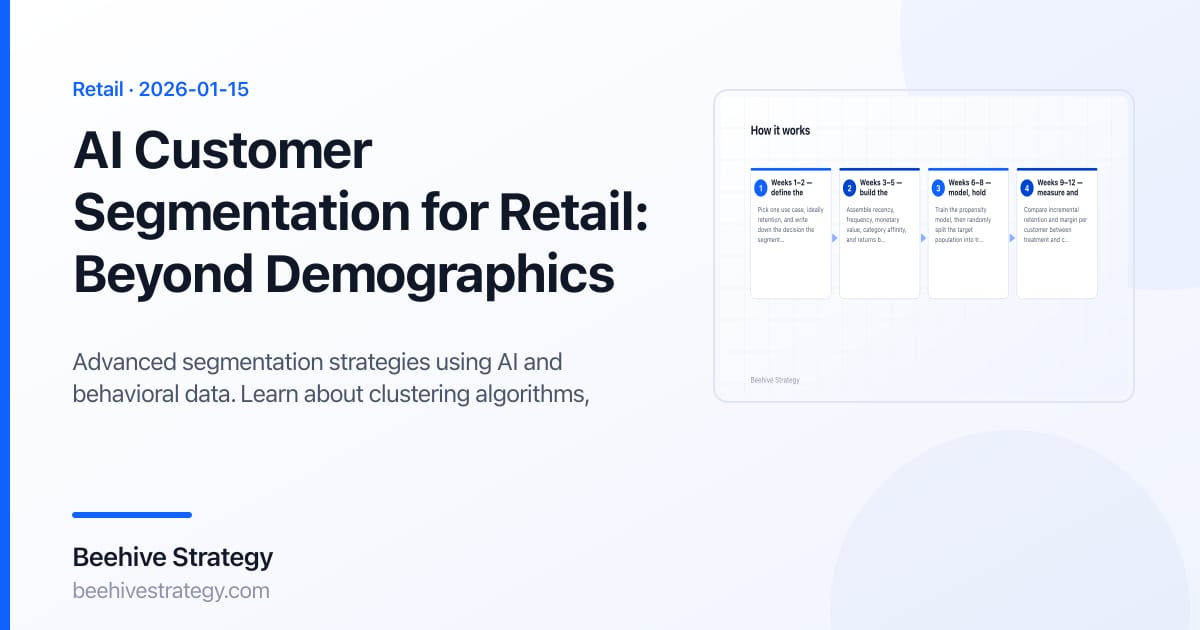 Retail · 2026-01-15
AI Customer
Segmentation for Retail:
Beyond Demographics
Advanced segmentation strategies using AI and
behavioral data. Learn about clustering algorithms,
Beehive Strategy
beehivestrategy.com
How it works
1
Weeks 1–2 —
define the
Pick one use case, ideally
retention, and write
down the decision the
segment...
2
Weeks 3–5 —
build the
Assemble recency,
frequency, monetary
value, category affinity,
and returns b...
3
Weeks 6–8 —
model, hold
Train the propensity
model, then randomly
split the target
population into tr...
4
Weeks 9–12 —
measure and
Compare incremental
retention and margin per
customer between
treatment and c...
Beehive Strategy